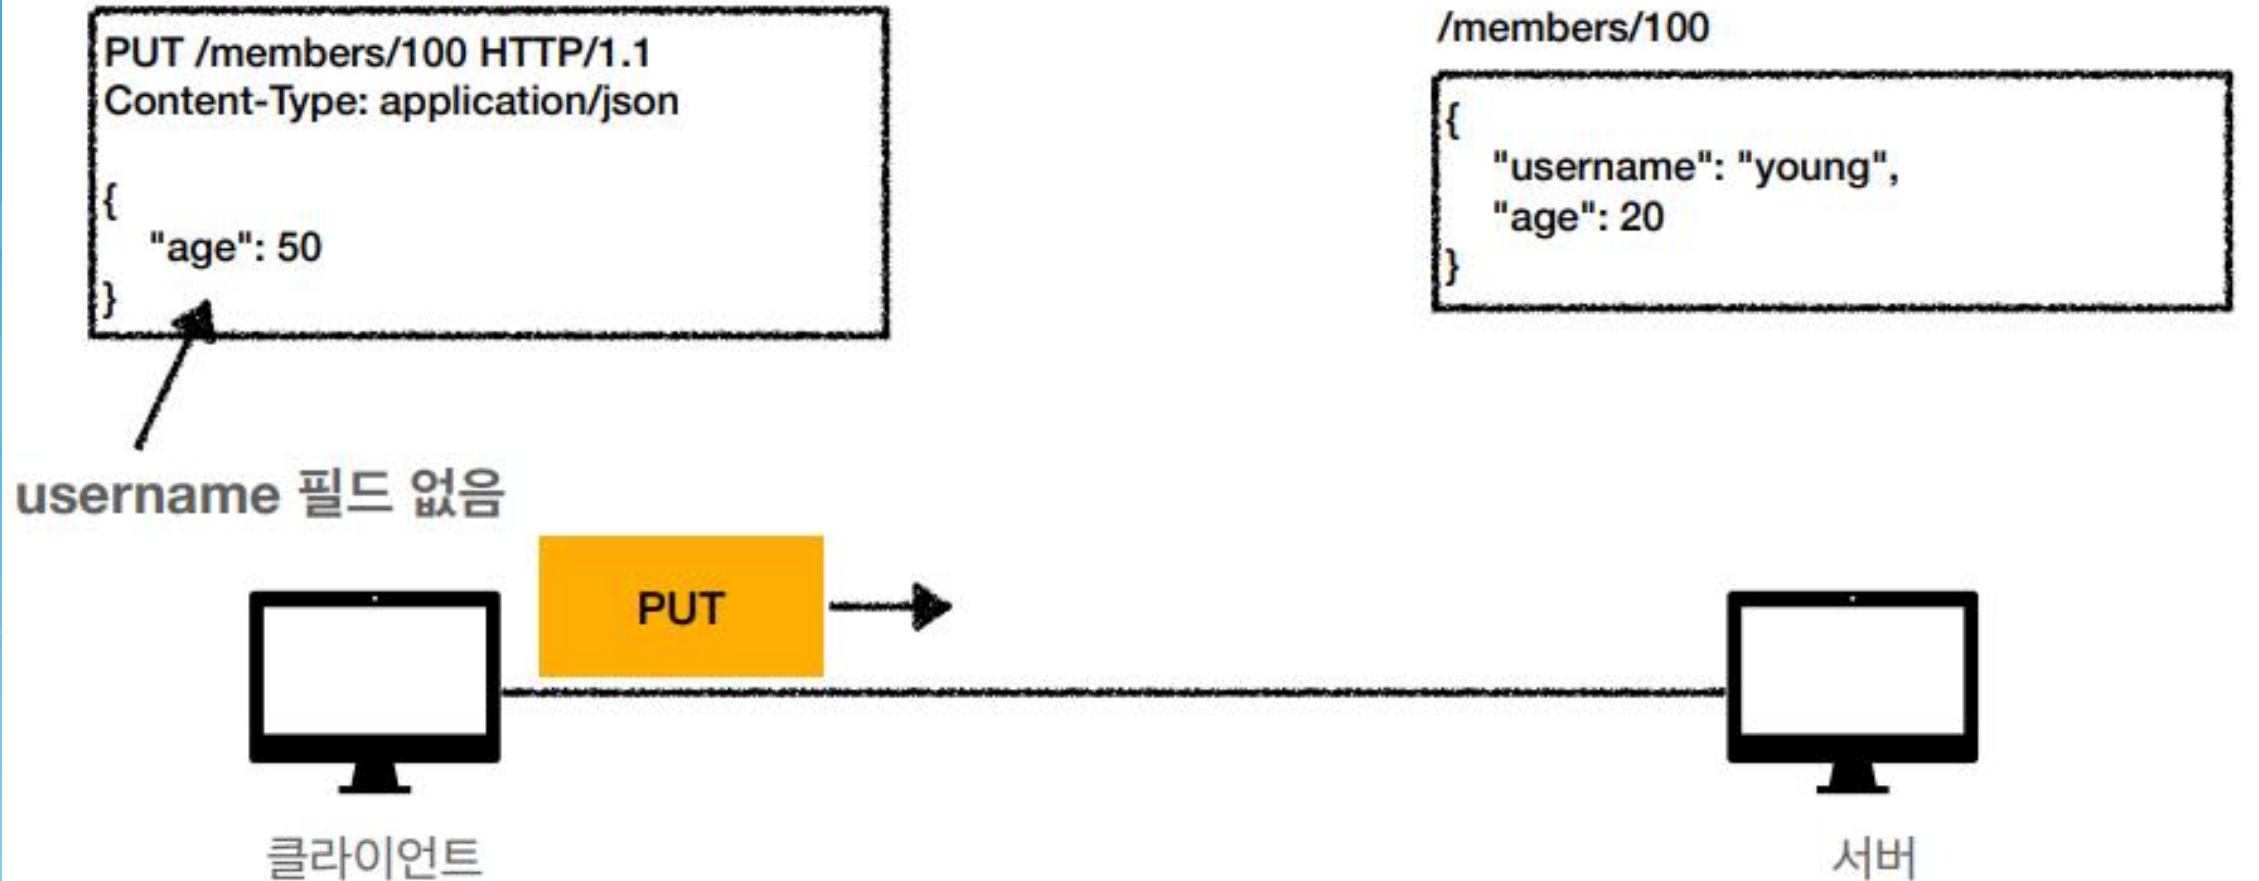 PUT /members/100 HTTP/1.1
Content-Type: application/json
{
"age": 50
}
username 필드 없음
/members/100
{
"username": "young",
"age": 20
}
PUT
클라이언트
서버